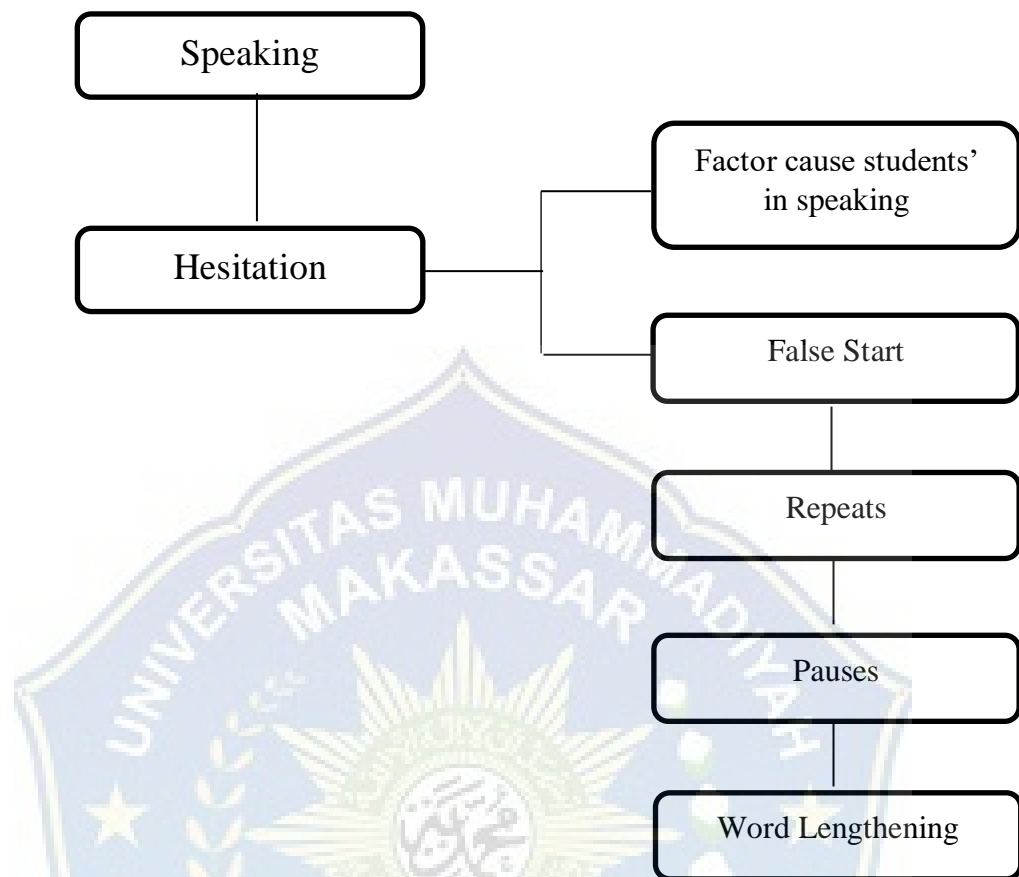 Speaking
Factor cause students’
in speaking
Hesitation
False Start
Repeats
Pauses
Word Lengthening
UNIVERSITAS MUHAMMADIYAH
MAKASSAR